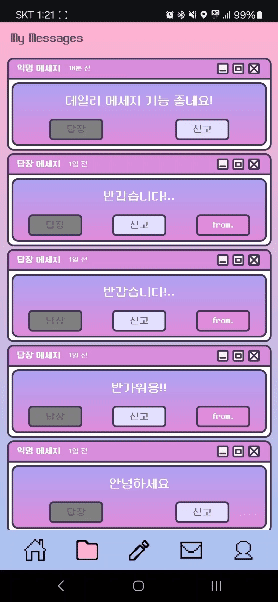 SKT 1:21 99%
My Messages
익명 메세지
데일리 메세지 기능 좋네요!
답장 신고
답장 메세지 1일 전
반갑습니다!..
답장 신고 from.
답장 메세지 1일 전
반갑습니다!..
답장 신고 from.
답장 메세지 1일 전
반가워용!!
답장 신고 from.
익명 메세지 1일 전
안녕하세요
답장 신고